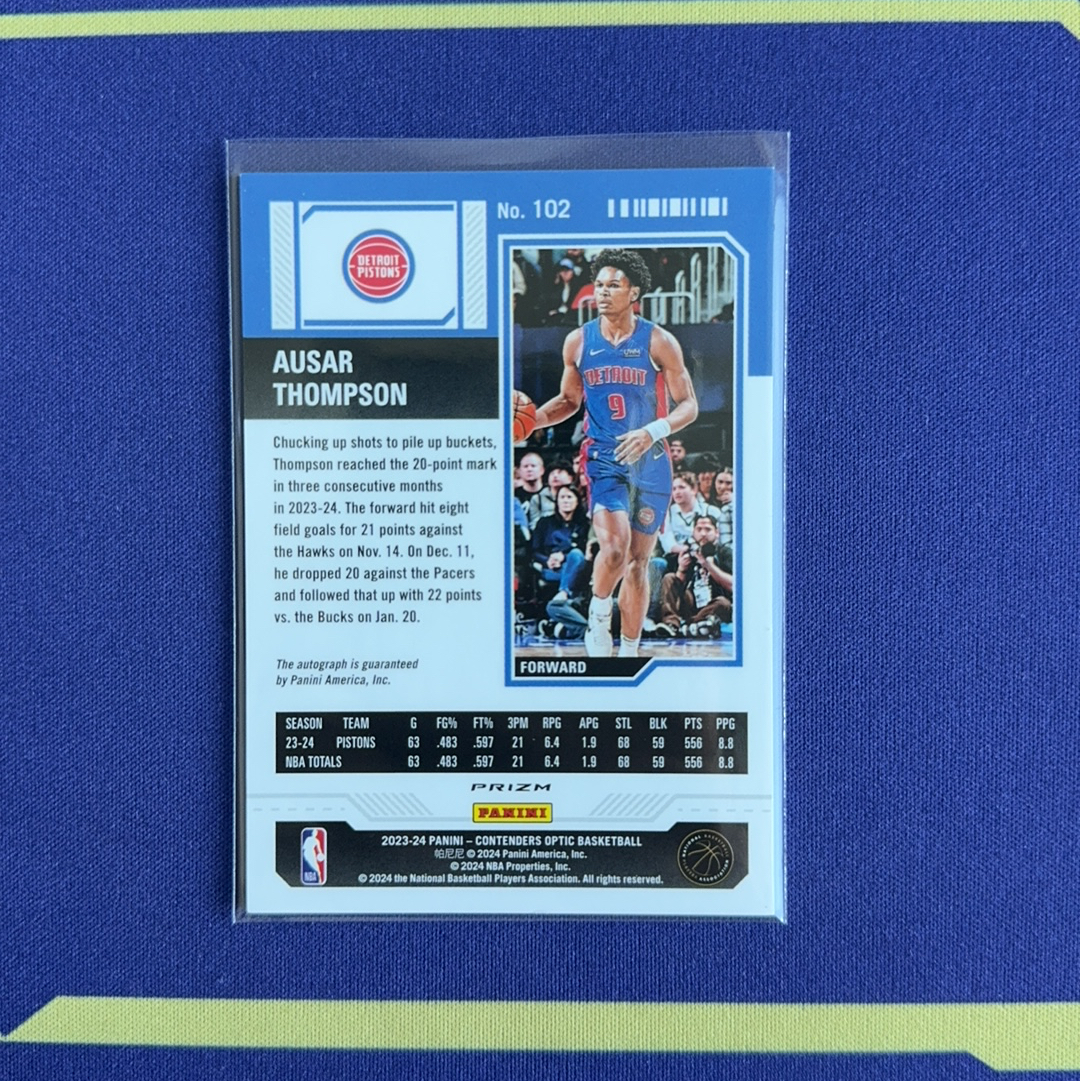 No. 102
DETROIT
PISTONS
AUSAR
THOMPSON
Chucking up shots to pile up buckets,
Thompson reached the 20-point mark
in three consecutive months
in 2023-24. The forward hit eight
field goals for 21 points against
the Hawks on Nov. 14. On Dec. 11,
he dropped 20 against the Pacers
and followed that up with 22 points
vs. the Bucks on Jan. 20.
The autograph is guaranteed
by Panini America, Inc.
DETROIT
9
FORWARD
SEASON TEAM G FG% FT% 3PM RPG APG STL BLK PTS PPG
23-24 PISTONS 63 .483 .597 21 6.4 1.9 68 59 556 8.8
NBA TOTALS 63 .483 .597 21 6.4 1.9 68 59 556 8.8
PRIZM
PANINI
2023-24 PANINI – CONTENDERS OPTIC BASKETBALL
帕尼尼 © 2024 Panini America, Inc.
© 2024 NBA Properties, Inc.
© 2024 the National Basketball Players Association. All rights reserved.
NBA
NATIONAL BASKETBALL
PLAYERS ASSOCIATION